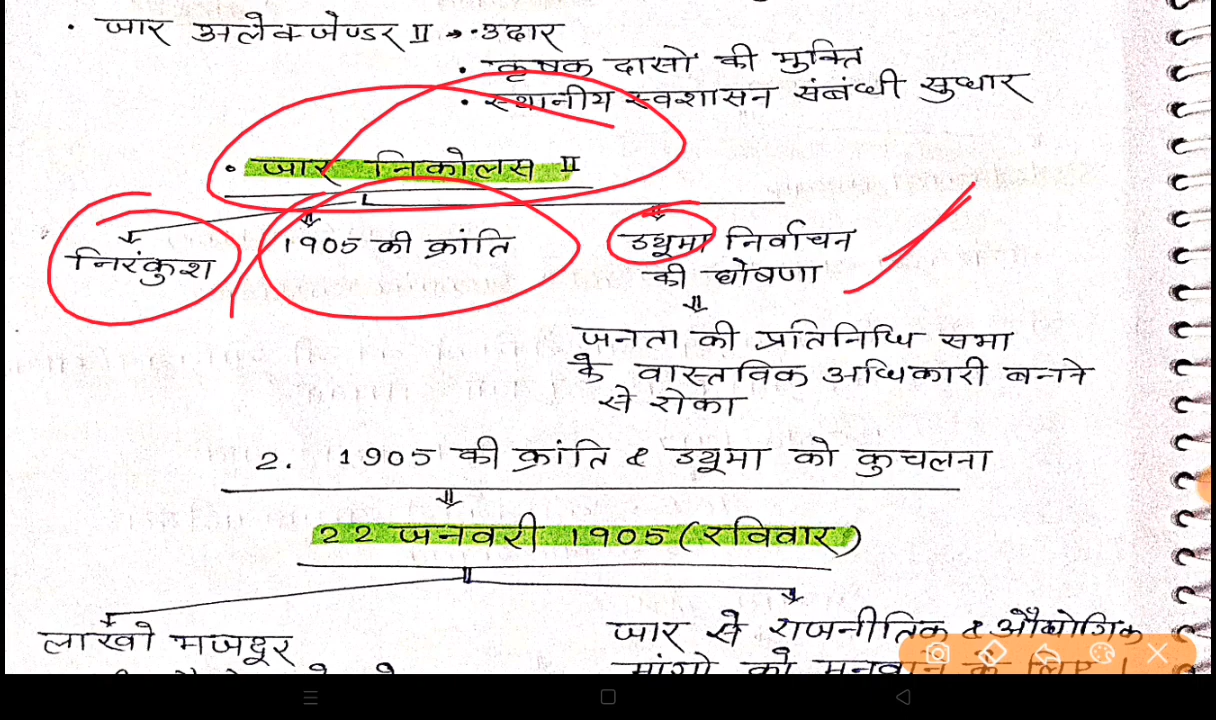 • जार अलेक्जेण्डर II → • उदार
• कृषक दासों की मुक्ति
• स्थानीय स्वशासन संबंधी सुधार
• जार निकोलस II
निरंकुश
1905 की क्रांति
ड्यूमा निर्वाचन
की घोषणा
जनता की प्रतिनिधि सभा
के वास्तविक अधिकारी बनने
से रोका
2. 1905 की क्रांति & ड्यूमा को कुचलना
22 जनवरी 1905 (रविवार)
लाखों मजदूर
जार से राजनीतिक & औद्योगिक
मांगो को मनवाने के लिए।